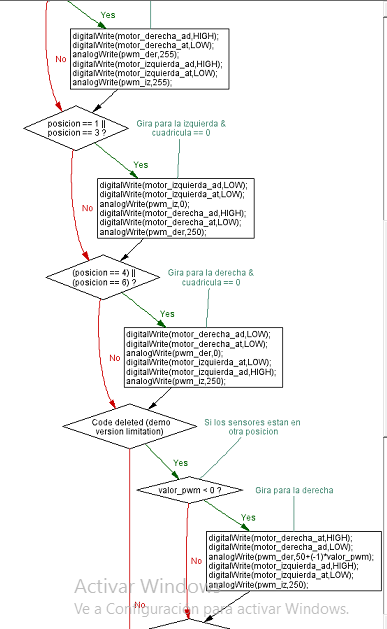 Yes
digitalWrite(motor_derecha_ad,HIGH);
digitalWrite(motor_derecha_at,LOW);
analogWrite(pwm_der,255);
digitalWrite(motor_izquierda_ad,HIGH);
digitalWrite(motor_izquierda_at,LOW);
analogWrite(pwm_iz,255);
No
posicion == 1 ||
posicion == 3 ?
Gira para la izquierda &
cuadricula == 0
Yes
digitalWrite(motor_izquierda_ad,LOW);
digitalWrite(motor_izquierda_at,LOW);
analogWrite(pwm_iz,0);
digitalWrite(motor_derecha_ad,HIGH);
digitalWrite(motor_derecha_at,LOW);
analogWrite(pwm_der,250);
No
(posicion == 4) ||
(posicion == 6) ?
Gira para la derecha &
cuadricula == 0
Yes
digitalWrite(motor_derecha_ad,LOW);
digitalWrite(motor_derecha_at,LOW);
analogWrite(pwm_der,0);
digitalWrite(motor_izquierda_at,LOW);
digitalWrite(motor_izquierda_ad,HIGH);
analogWrite(pwm_iz,250);
No
Code deleted (demo
version limitation)
Si los sensores estan en
otra posicion
Yes
valor_pwm < 0 ?
Gira para la derecha
Yes
digitalWrite(motor_derecha_at,HIGH);
digitalWrite(motor_derecha_ad,LOW);
analogWrite(pwm_der,50+(-1)*valor_pwm);
digitalWrite(motor_izquierda_ad,HIGH);
digitalWrite(motor_izquierda_at,LOW);
analogWrite(pwm_iz,250);
No
No
Activar Windows
Ve a Configuración para activar Windows.